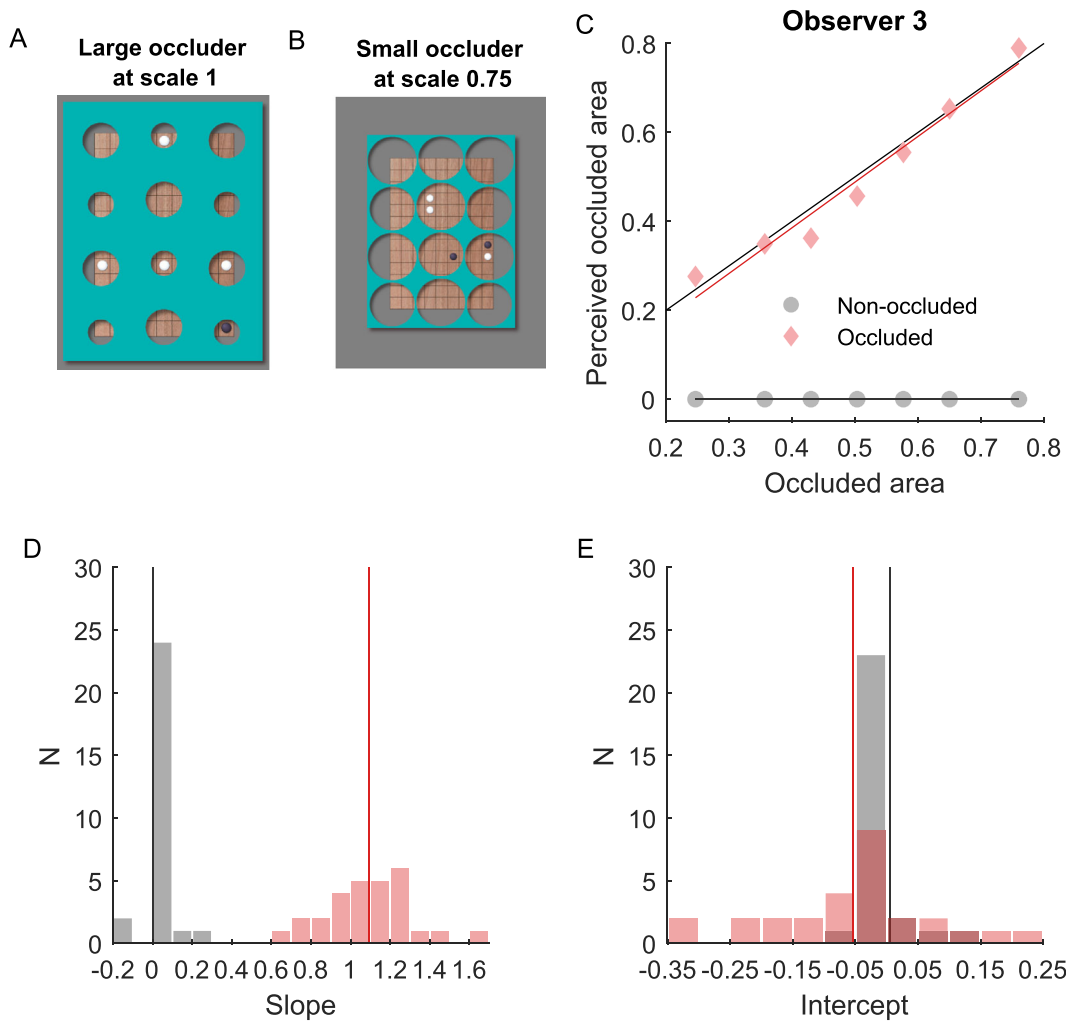 A
Large occluder
at scale 1
B
Small occluder
at scale 0.75
C
Observer 3
Perceived occluded area
0.8
0.6
0.4
0.2
0
Non-occluded
Occluded
0.2 0.3 0.4 0.5 0.6 0.7 0.8
Occluded area
D
N
30
25
20
15
10
5
0
-0.2 0 0.20 0.4 0.6 0.8 1 1.2 1.4 1.6
Slope
E
N
30
25
20
15
10
5
0
-0.35 -0.25 -0.15 -0.05 0.05 0.15 0.25
Intercept